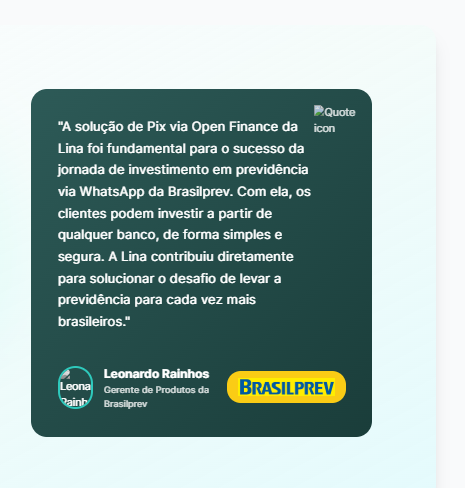 "A solução de Pix via Open Finance da
Lina foi fundamental para o sucesso da
jornada de investimento em previdência
via WhatsApp da Brasilprev. Com ela, os
clientes podem investir a partir de
qualquer banco, de forma simples e
segura. A Lina contribuiu diretamente
para solucionar o desafio de levar a
previdência para cada vez mais
brasileiros."
Quote
icon
Leona
Rainh
Leonardo Rainhos
Gerente de Produtos da
Brasilprev
BRASILPREV